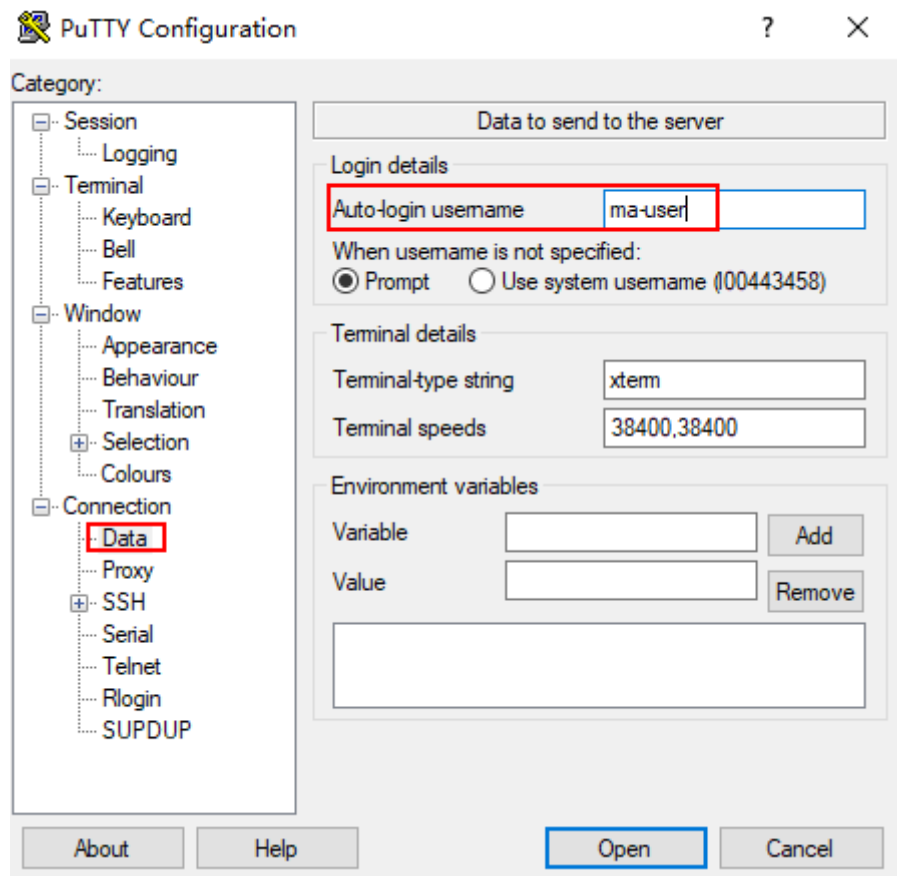 PuTTY Configuration
?
Category:
Session
Logging
Terminal
Keyboard
Bell
Features
Window
Appearance
Behaviour
Translation
Selection
Colours
Connection
Data
Proxy
SSH
Serial
Telnet
Rlogin
SUPDUP
Data to send to the server
Login details
Auto-login username ma-user
When username is not specified:
Prompt Use system username (l00443458)
Terminal details
Terminal-type string xterm
Terminal speeds 38400,38400
Environment variables
Variable Add
Value Remove
About Help Open Cancel